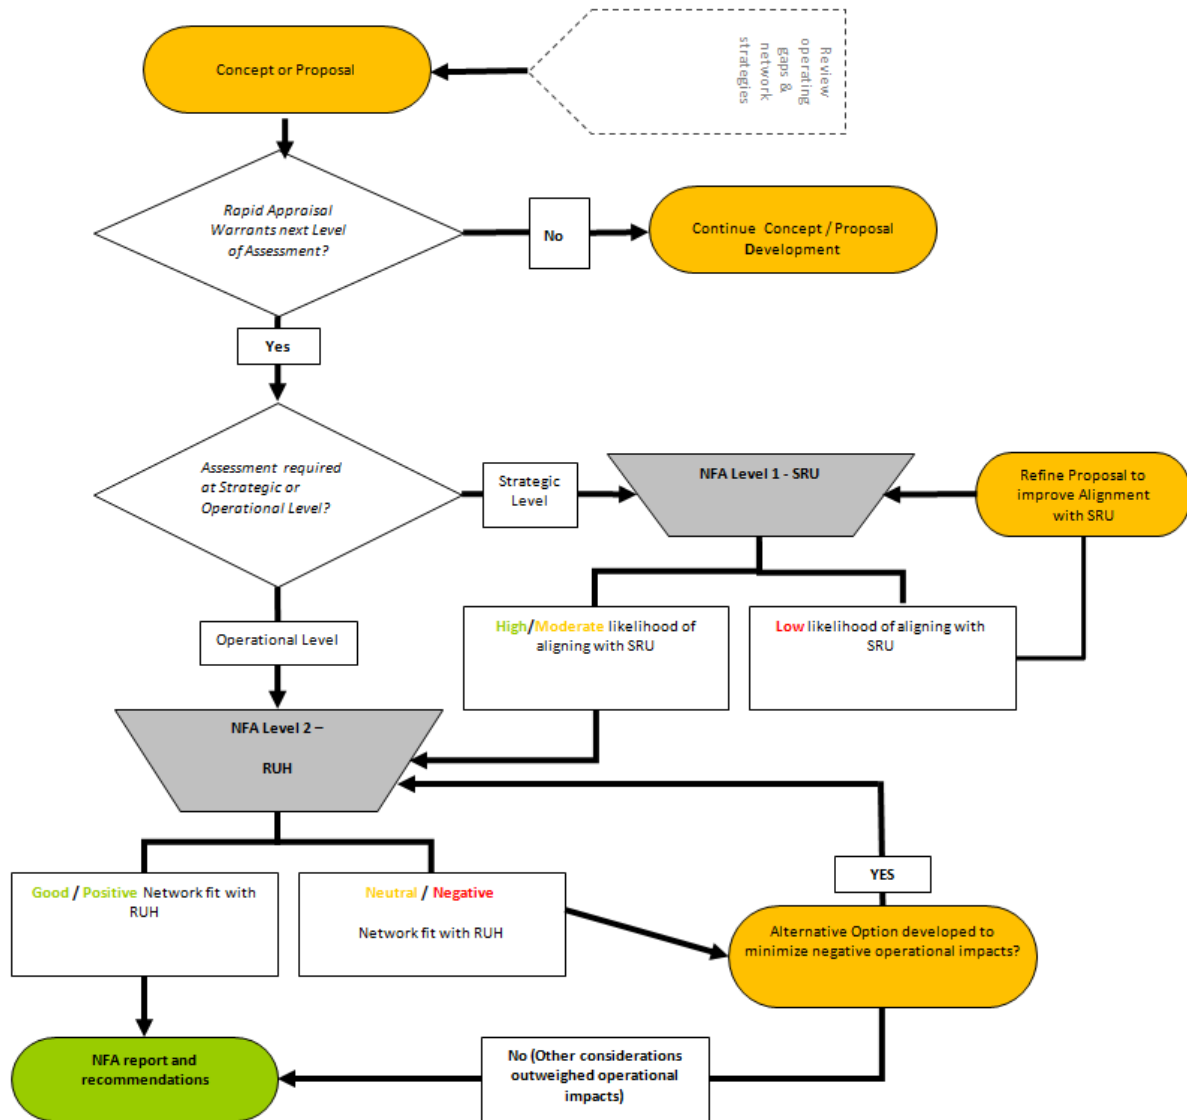 Concept or Proposal
Review
operating
gaps &
network
strategies
Rapid Appraisal
Warrants next Level
of Assessment?
No
Continue Concept / Proposal
Development
Yes
Assessment required
at Strategic or
Operational Level?
Strategic
Level
NFA Level 1 - SRU
Refine Proposal to
improve Alignment
with SRU
Operational Level
High/Moderate likelihood of
aligning with SRU
Low likelihood of aligning with
SRU
NFA Level 2 –
RUH
Good / Positive Network fit with
RUH
Neutral / Negative
Network fit with RUH
YES
Alternative Option developed to
minimize negative operational impacts?
NFA report and
recommendations
No (Other considerations
outweighed operational
impacts)